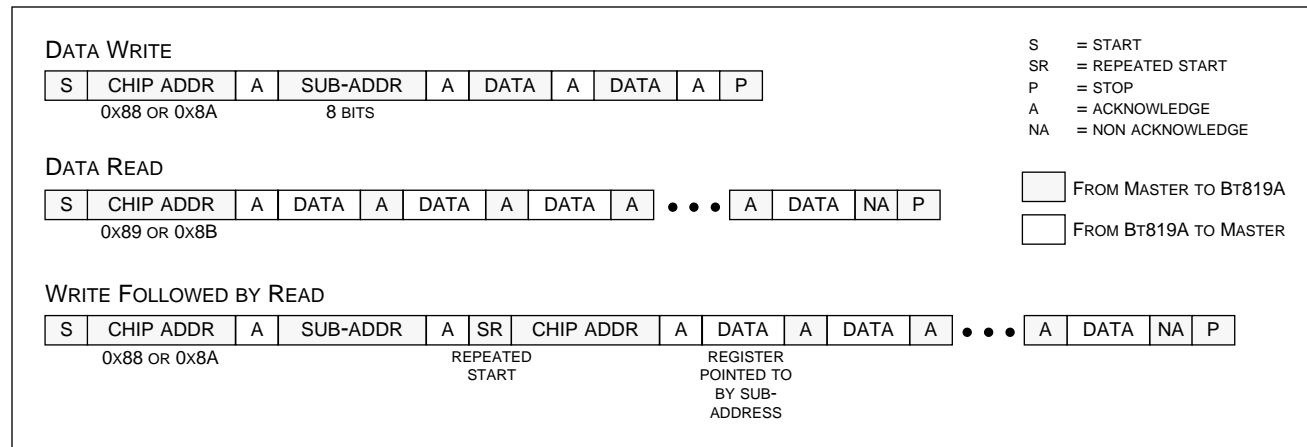 DATA WRITE
S CHIP ADDR A SUB-ADDR A DATA A DATA A P
0X88 OR 0X8A 8 BITS
DATA READ
S CHIP ADDR A DATA A DATA A DATA A • • • A DATA NA P
0X89 OR 0X8B
WRITE FOLLOWED BY READ
S CHIP ADDR A SUB-ADDR A SR CHIP ADDR A DATA A DATA A • • • A DATA NA P
0X88 OR 0X8A
REPEATED
START
REGISTER
POINTED TO
BY SUB-
ADDRESS
S = START
SR = REPEATED START
P = STOP
A = ACKNOWLEDGE
NA = NON ACKNOWLEDGE
FROM MASTER TO BT819A
FROM BT819A TO MASTER